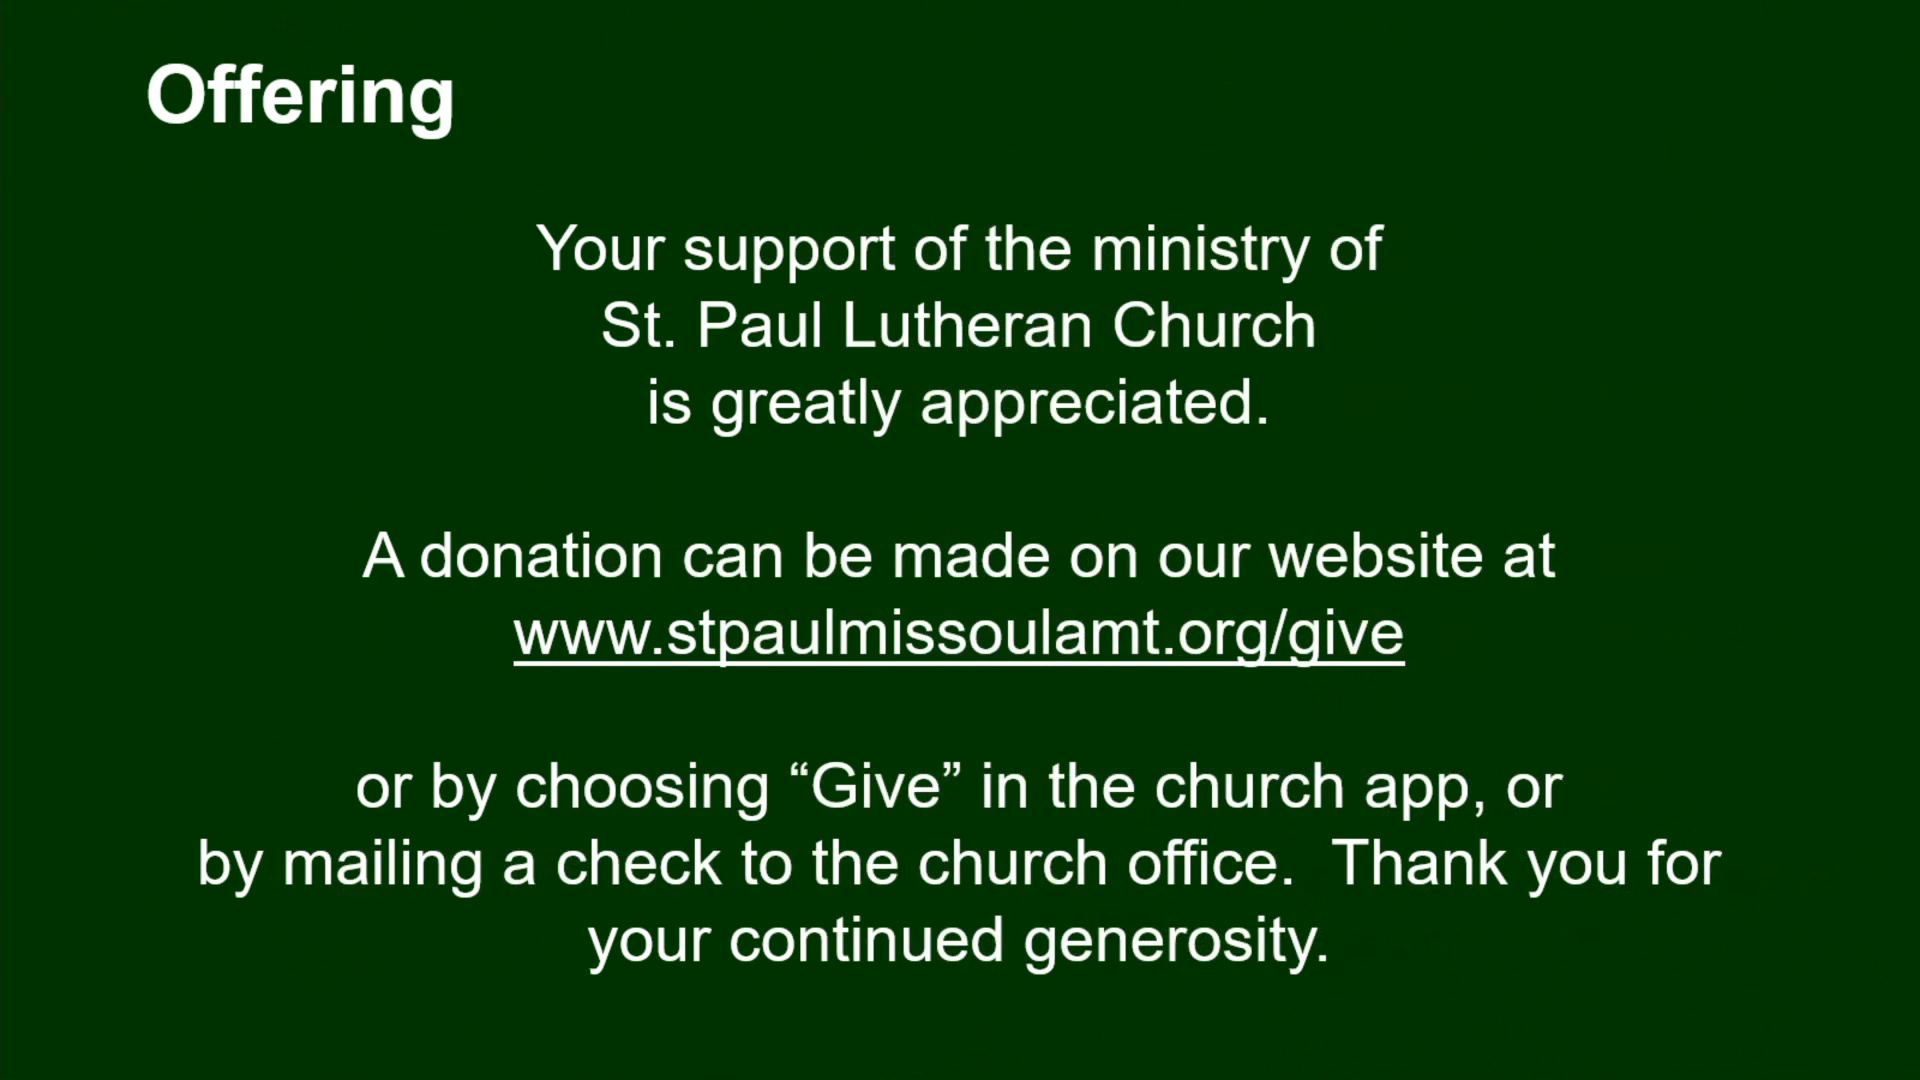 Offering
Your support of the ministry of
St. Paul Lutheran Church
is greatly appreciated.
A donation can be made on our website at
www.stpaulmissoulamt.org/give
or by choosing “Give” in the church app, or
by mailing a check to the church office.  Thank you for
your continued generosity.